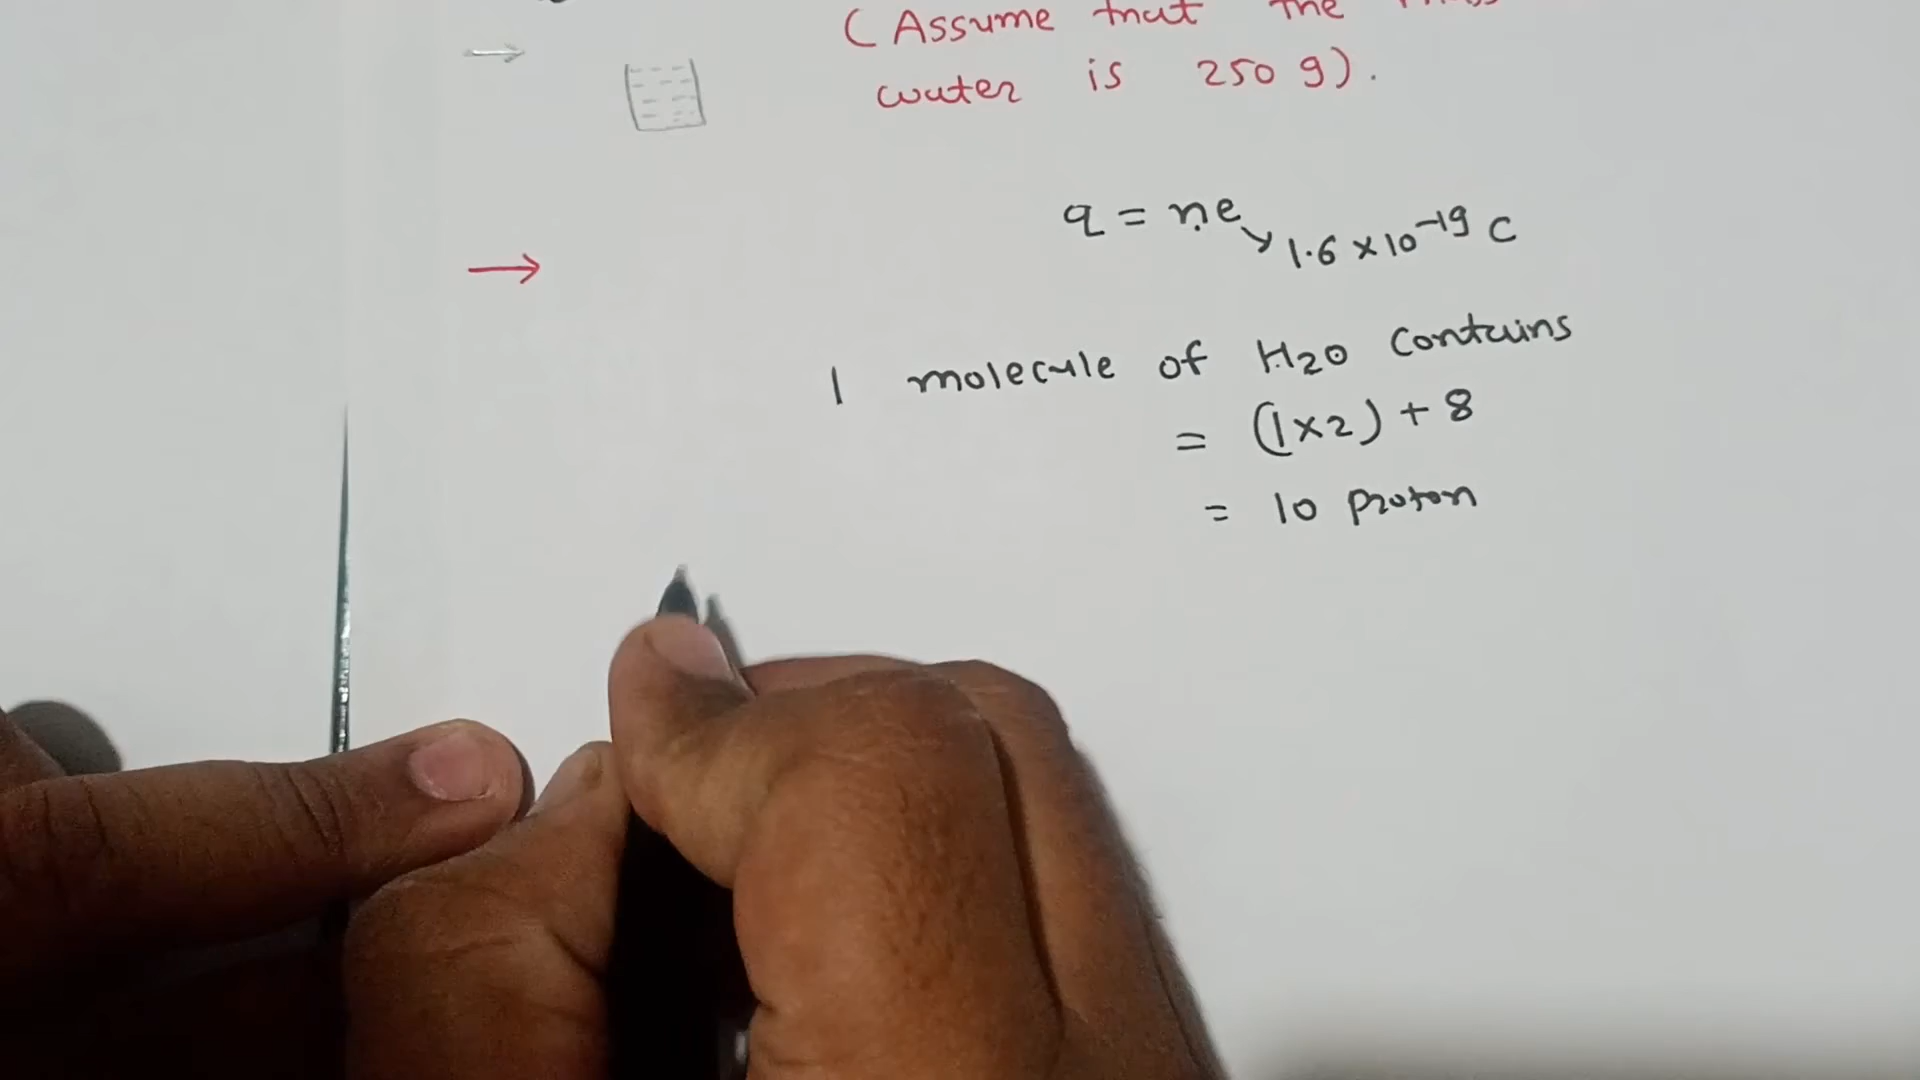 (Assume that the
water is 250 g).
q = ne
1.6 × 10⁻¹⁹ C
1 molecule of H2O contains
= (1×2) + 8
= 10 proton